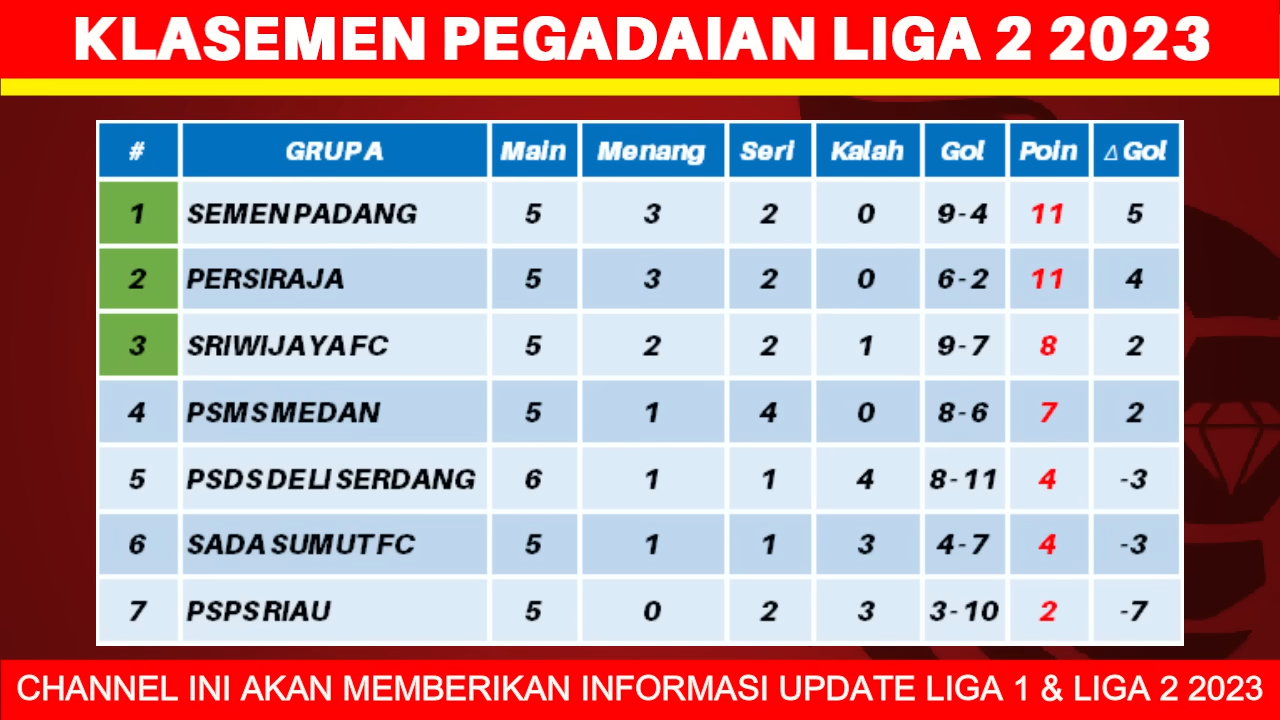 KLASEMEN PEGADAIAN LIGA 2 2023
# GRUP A Main Menang Seri Kalah Gol Poin △ Gol
1 SEMEN PADANG 5 3 2 0 9-4 11 5
2 PERSIRAJA 5 3 2 0 6-2 11 4
3 SRIWIJAYA FC 5 2 2 1 9-7 8 2
4 PSMS MEDAN 5 1 4 0 8-6 7 2
5 PSDS DELI SERDANG 6 1 1 4 8-11 4 -3
6 SADA SUMUT FC 5 1 1 3 4-7 4 -3
7 PSPS RIAU 5 0 2 3 3-10 2 -7
CHANNEL INI AKAN MEMBERIKAN INFORMASI UPDATE LIGA 1 & LIGA 2 2023